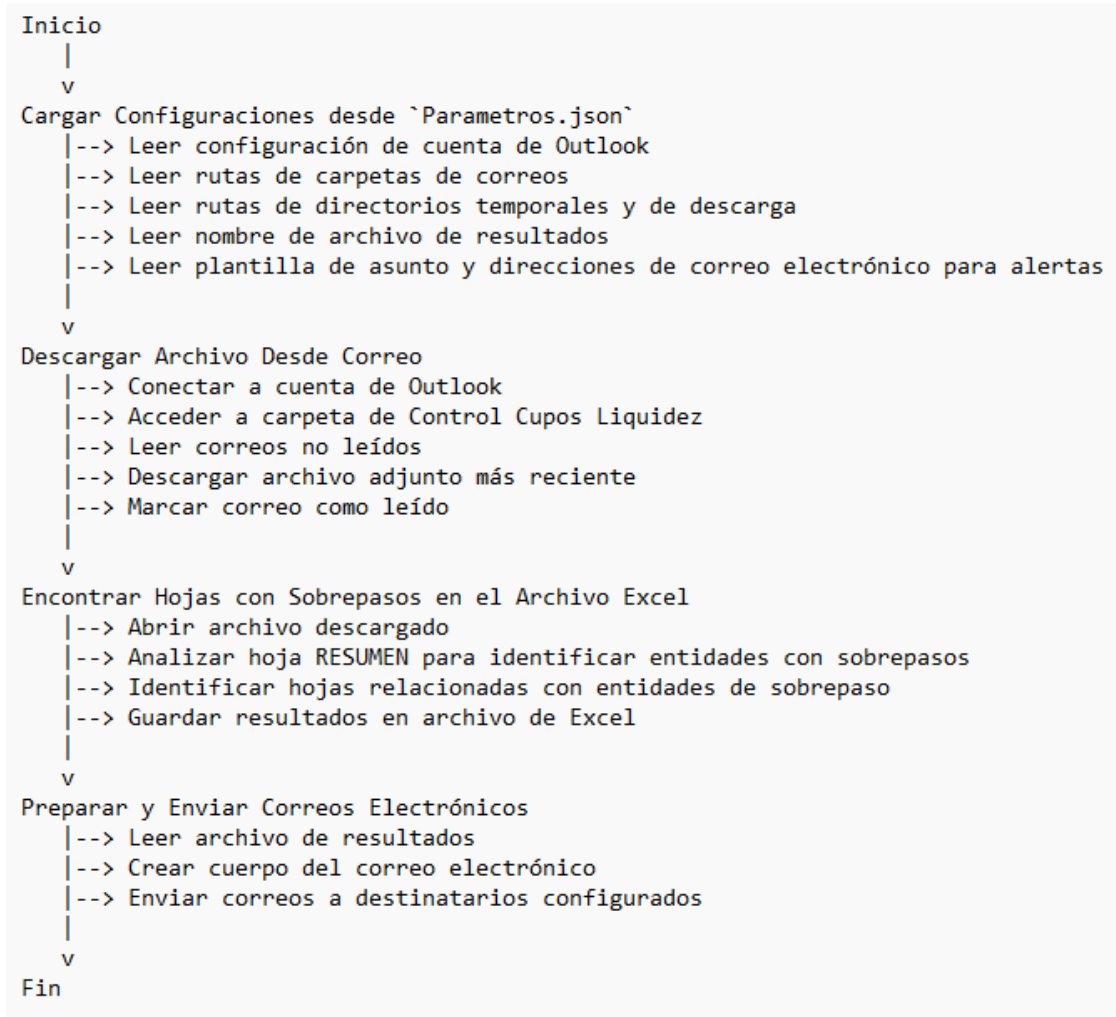 Inicio
|
v
Cargar Configuraciones desde `Parametros.json`
|--> Leer configuración de cuenta de Outlook
|--> Leer rutas de carpetas de correos
|--> Leer rutas de directorios temporales y de descarga
|--> Leer nombre de archivo de resultados
|--> Leer plantilla de asunto y direcciones de correo electrónico para alertas
|
v
Descargar Archivo Desde Correo
|--> Conectar a cuenta de Outlook
|--> Acceder a carpeta de Control Cupos Liquidez
|--> Leer correos no leídos
|--> Descargar archivo adjunto más reciente
|--> Marcar correo como leído
|
v
Encontrar Hojas con Sobrepasos en el Archivo Excel
|--> Abrir archivo descargado
|--> Analizar hoja RESUMEN para identificar entidades con sobrepasos
|--> Identificar hojas relacionadas con entidades de sobrepaso
|--> Guardar resultados en archivo de Excel
|
v
Preparar y Enviar Correos Electrónicos
|--> Leer archivo de resultados
|--> Crear cuerpo del correo electrónico
|--> Enviar correos a destinatarios configurados
|
v
Fin